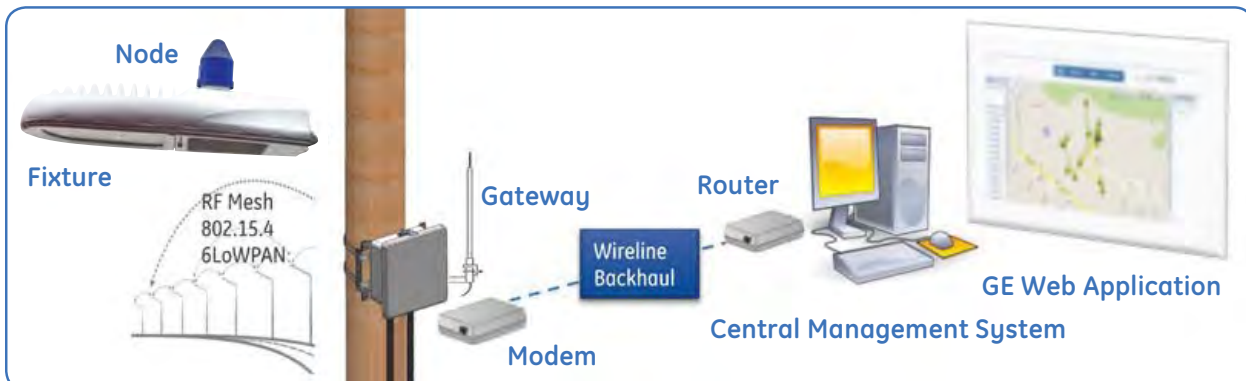 Node
Fixture
RF Mesh
802.15.4
6LoWPAN
Gateway
Modem
Wireline
Backhaul
Router
Central Management System
GE Web Application